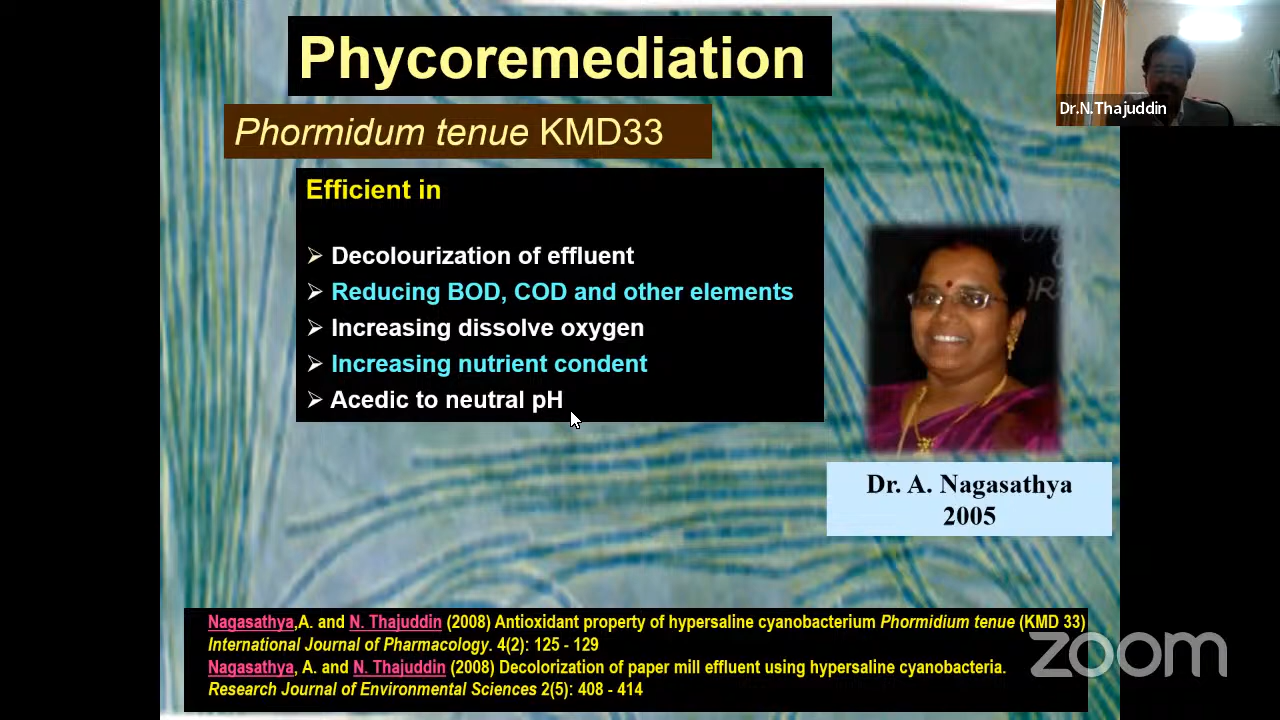 Phycoremediation
Phormidum tenue KMD33
Efficient in
➢ Decolourization of effluent
➢ Reducing BOD, COD and other elements
➢ Increasing dissolve oxygen
➢ Increasing nutrient condent
➢ Acedic to neutral pH
Dr. A. Nagasathya
2005
Nagasathya,A. and N. Thajuddin (2008) Antioxidant property of hypersaline cyanobacterium Phormidium tenue (KMD 33)
International Journal of Pharmacology. 4(2): 125 - 129
Nagasathya, A. and N. Thajuddin (2008) Decolorization of paper mill effluent using hypersaline cyanobacteria.
Research Journal of Environmental Sciences 2(5): 408 - 414
Dr.N.Thajuddin
zoom